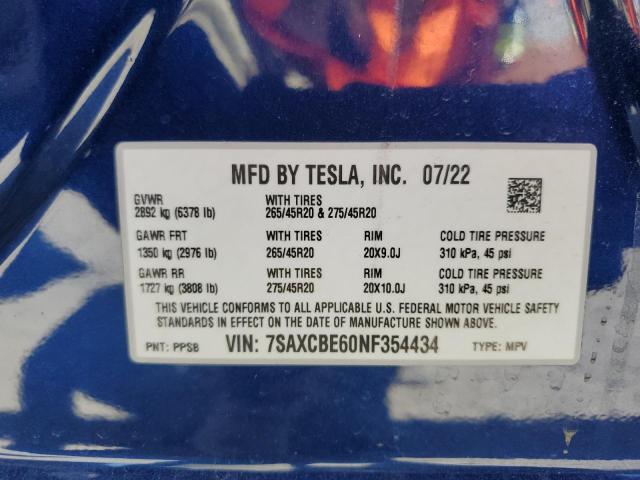 MFD BY TESLA, INC. 07/22
GVWR WITH TIRES
2892 kg (6378 lb) 265/45R20 & 275/45R20
GAWR FRT WITH TIRES RIM COLD TIRE PRESSURE
1350 kg (2976 lb) 265/45R20 20X9.0J 310 kPa, 45 psi
GAWR RR WITH TIRES RIM COLD TIRE PRESSURE
1727 kg (3808 lb) 275/45R20 20X10.0J 310 kPa, 45 psi
THIS VEHICLE CONFORMS TO ALL APPLICABLE U.S. FEDERAL MOTOR VEHICLE SAFETY
STANDARDS IN EFFECT ON THE DATE OF MANUFACTURE SHOWN ABOVE.
PNT: PPSB VIN: 7SAXCBE60NF354434 TYPE: MPV